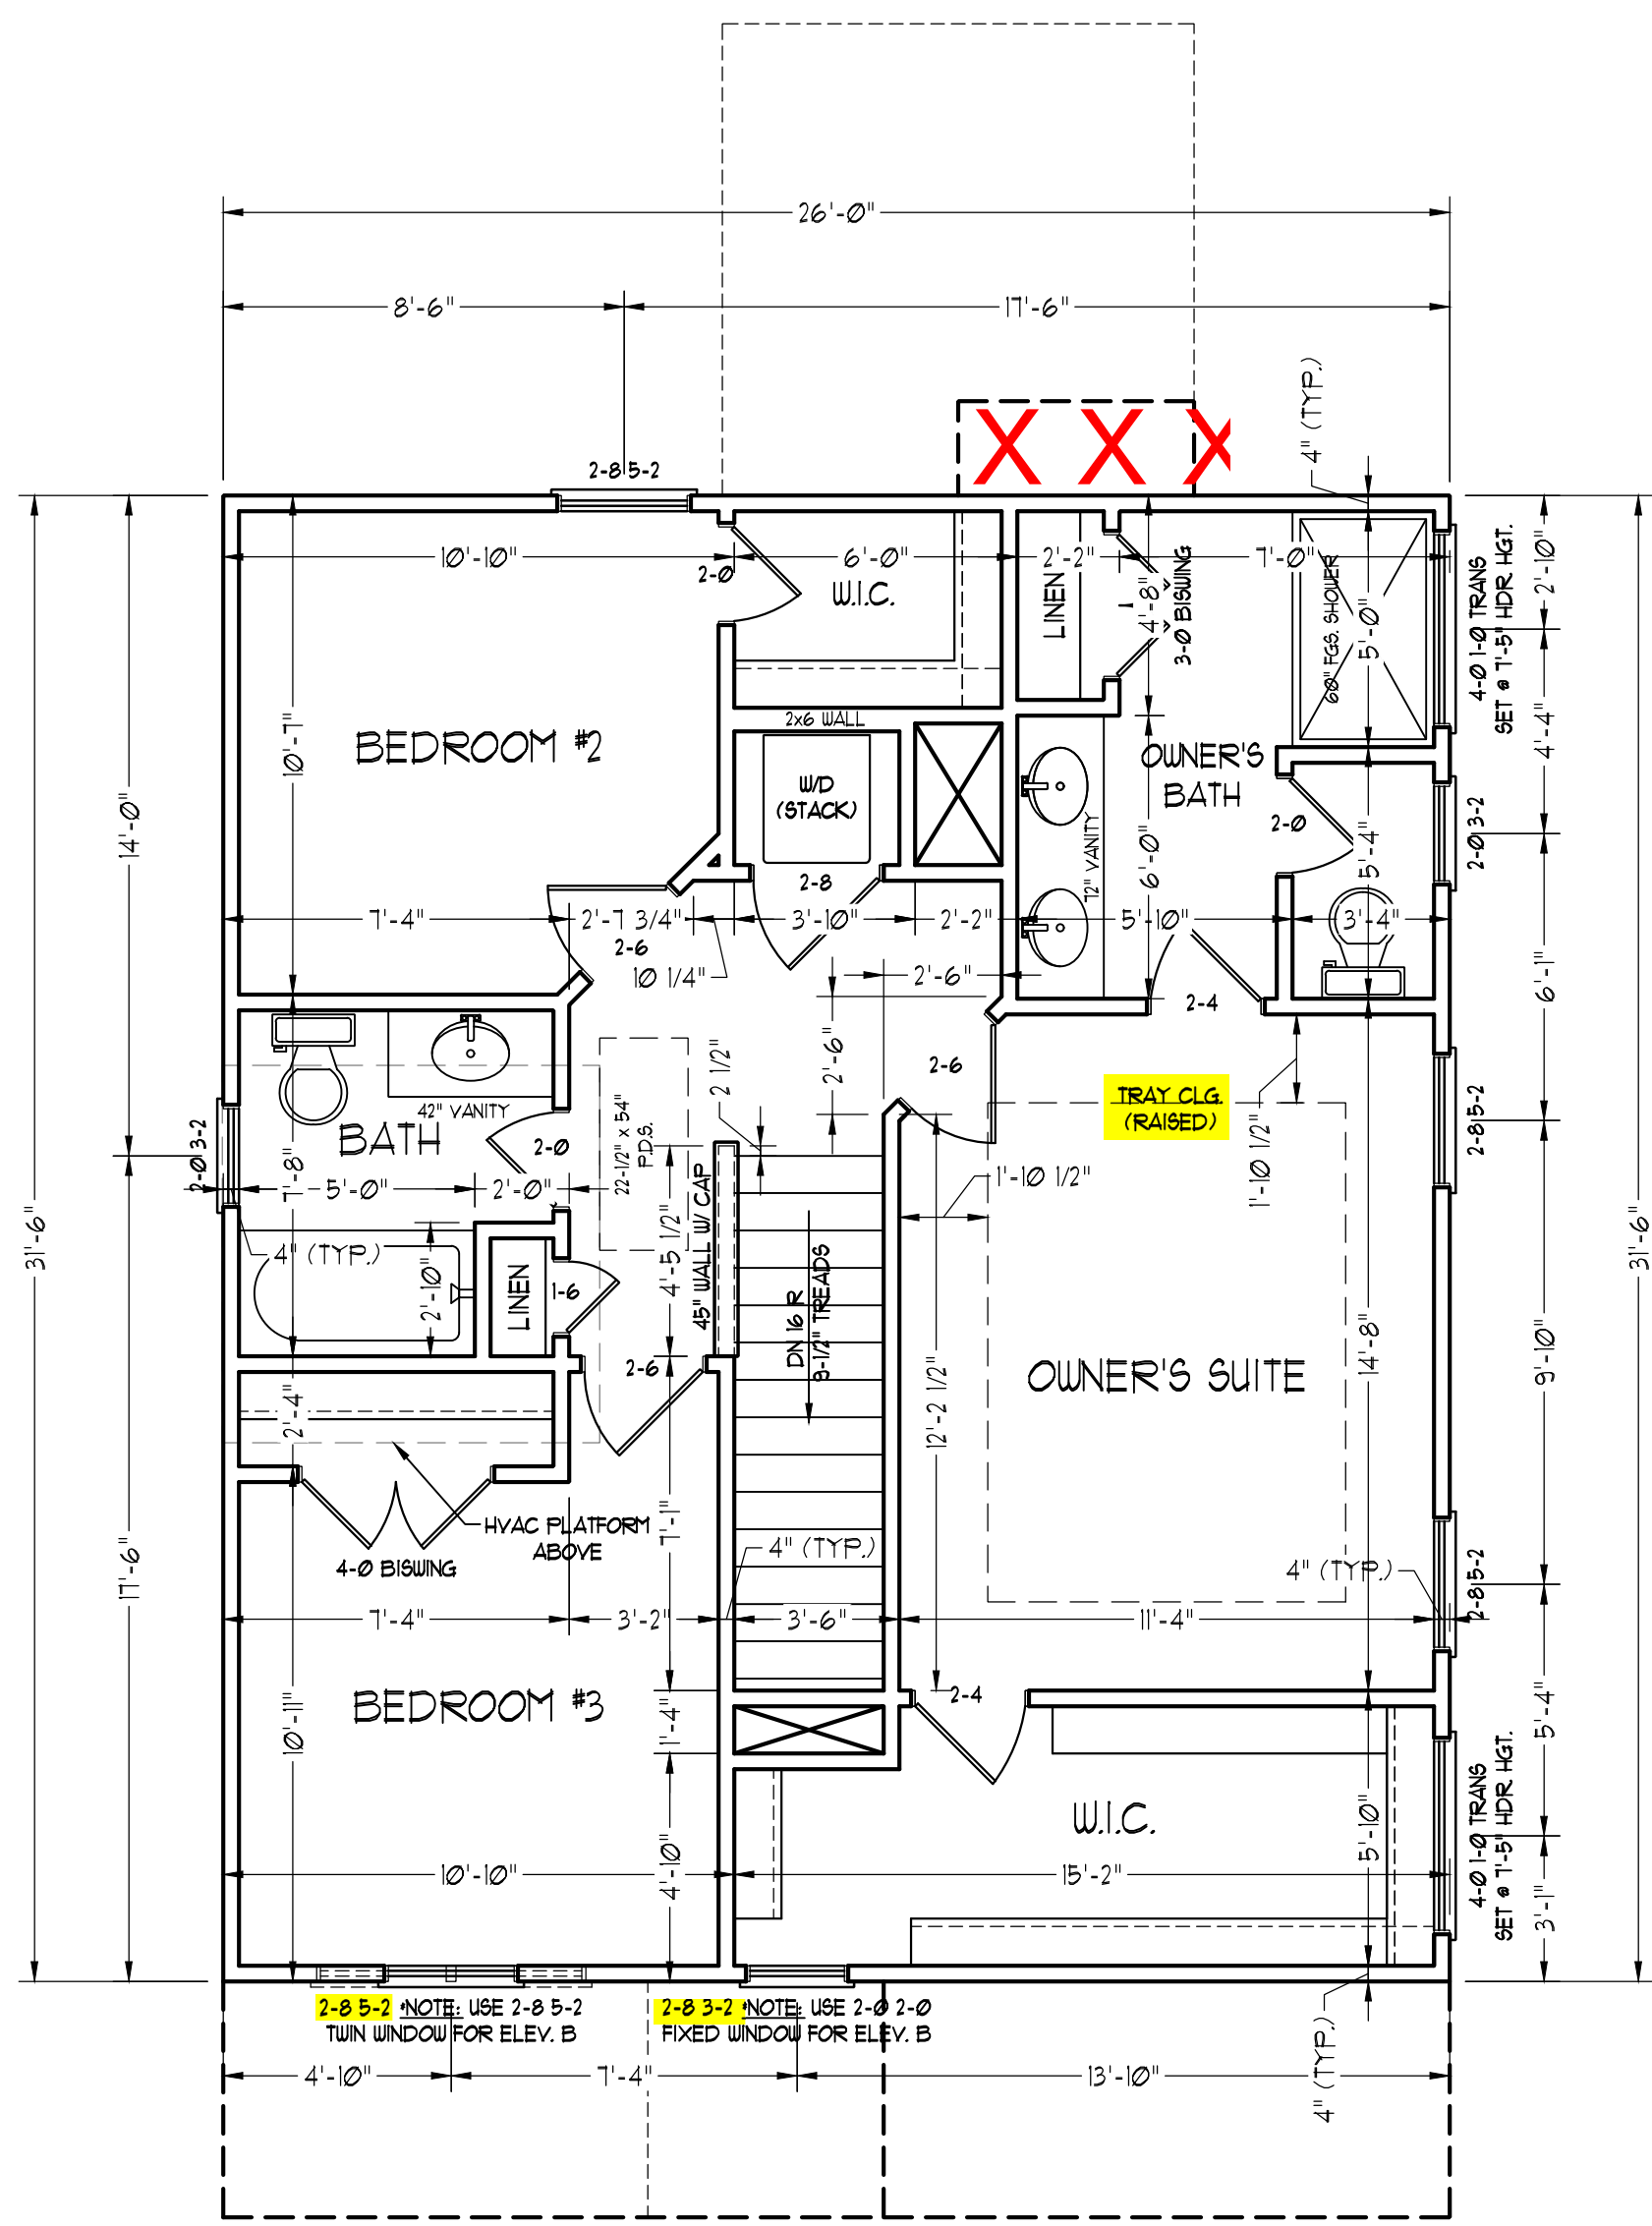 26'-0"
8'-6"
17'-6"
4" (TYP.)
X X X
2-8 5-2
10'-10"
2-0
6'-0"
W.I.C.
2'-2"
7'-0"
LINEN
4'-8"
3-0 BISWING
60" FGS. SHOWER
5'-0"
4-0 1-0 TRANS
SET @ 7'-5" HDR. HGT.
2'-10"
4'-4"
10'-7"
BEDROOM #2
2x6 WALL
W/D
(STACK)
2-8
OWNER'S
BATH
72" VANITY
6'-0"
2-0
5'-4"
2-0 3-2
14'-0"
31'-6"
31'-6"
7'-4"
2'-7 3/4"
3'-10"
2'-2"
5'-10"
3'-4"
2-6
10 1/4"
2'-6"
2-4
6'-1"
2'-6"
2-6
2 1/2"
TRAY CLG.
(RAISED)
1'-10 1/2"
2-8 5-2
42" VANITY
BATH
2-0
22-1/2" x 54"
P.D.S.
2-0 3-2
7'-8"
5'-0"
2'-0"
1'-10 1/2"
4" (TYP.)
2'-10"
LINEN
1-6
4'-5 1/2"
45" WALL W/ CAP
DN 16 R
9-1/2" TREADS
2-6
12'-2 1/2"
OWNER'S SUITE
14'-8"
9'-10"
2'-4"
17'-6"
HVAC PLATFORM
ABOVE
4-0 BISWING
7'-1"
4" (TYP.)
4" (TYP.)
2-8 5-2
7'-4"
3'-2"
3'-6"
11'-4"
BEDROOM #3
10'-11"
1'-4"
2-4
5'-4"
W.I.C.
4-0 1-0 TRANS
SET @ 7'-5" HDR. HGT.
10'-10"
4'-10"
15'-2"
5'-10"
3'-1"
2-8 5-2 *NOTE: USE 2-8 5-2
TWIN WINDOW FOR ELEV. B
2-8 3-2 *NOTE: USE 2-0 2-0
FIXED WINDOW FOR ELEV. B
4'-10"
7'-4"
13'-10"
4" (TYP.)